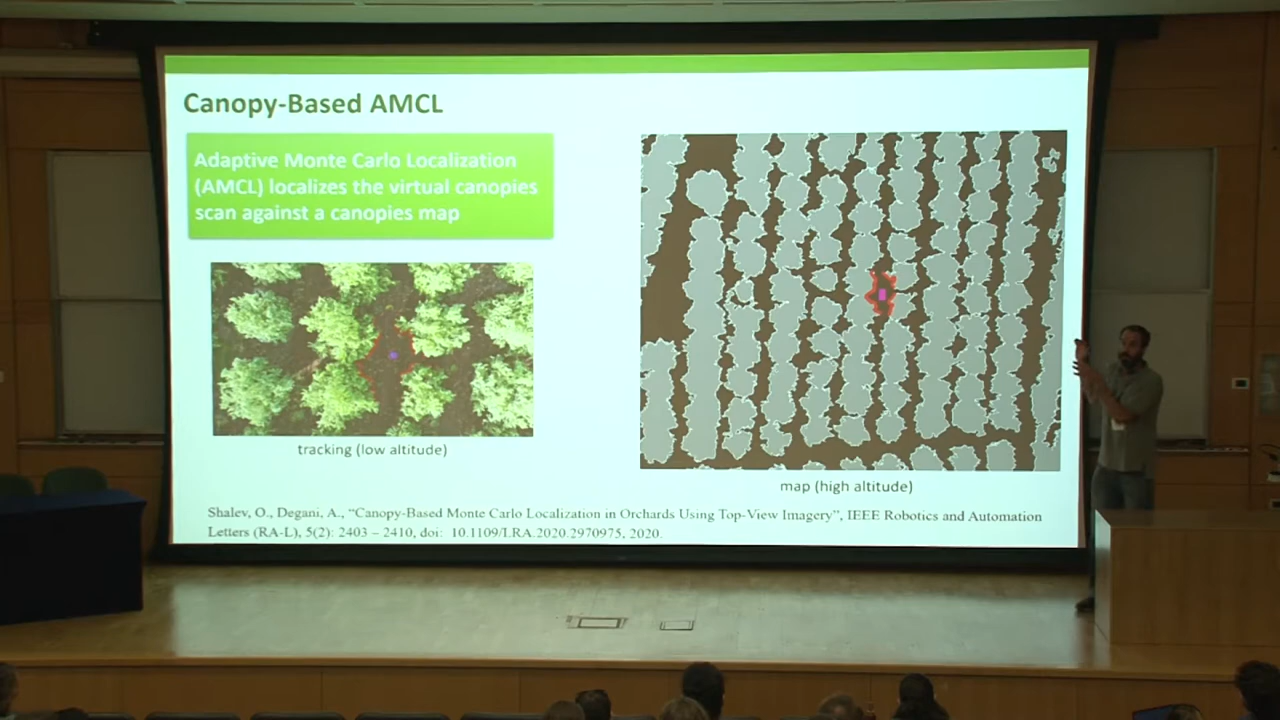 Canopy-Based AMCL
Adaptive Monte Carlo Localization
(AMCL) localizes the virtual canopies
scan against a canopies map
tracking (low altitude)
map (high altitude)
Shalev, O., Degani, A., “Canopy-Based Monte Carlo Localization in Orchards Using Top-View Imagery”, IEEE Robotics and Automation
Letters (RA-L), 5(2): 2403 – 2410, doi: 10.1109/LRA.2020.2970975, 2020.